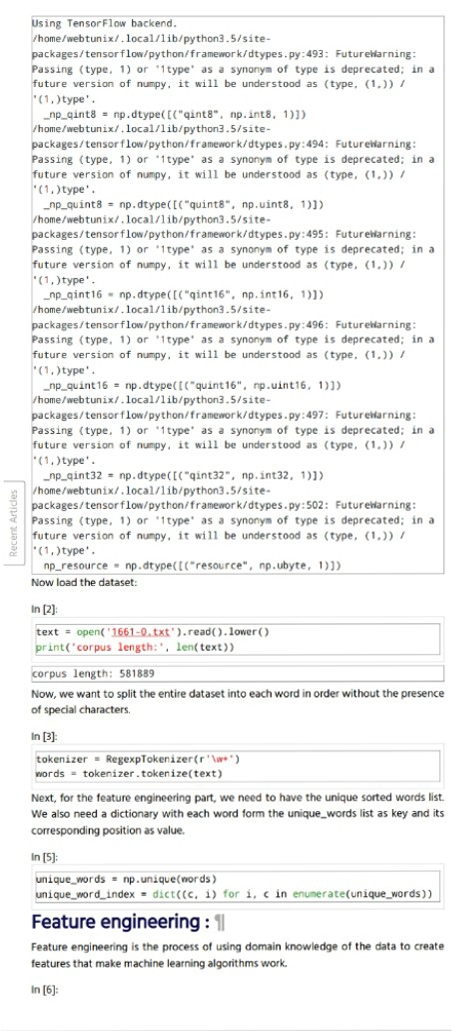 Using TensorFlow backend.
/home/webtunix/.local/lib/python3.5/site-
packages/tensorflow/python/framework/dtypes.py:493: FutureWarning:
Passing (type, 1) or '1type' as a synonym of type is deprecated; in a
future version of numpy, it will be understood as (type, (1,)) /
'(1,)type'.
_np_qint8 = np.dtype([("qint8", np.int8, 1)])
/home/webtunix/.local/lib/python3.5/site-
packages/tensorflow/python/framework/dtypes.py:494: FutureWarning:
Passing (type, 1) or '1type' as a synonym of type is deprecated; in a
future version of numpy, it will be understood as (type, (1,)) /
'(1,)type'.
_np_quint8 = np.dtype([("quint8", np.uint8, 1)])
/home/webtunix/.local/lib/python3.5/site-
packages/tensorflow/python/framework/dtypes.py:495: FutureWarning:
Passing (type, 1) or '1type' as a synonym of type is deprecated; in a
future version of numpy, it will be understood as (type, (1,)) /
'(1,)type'.
_np_qint16 = np.dtype([("qint16", np.int16, 1)])
/home/webtunix/.local/lib/python3.5/site-
packages/tensorflow/python/framework/dtypes.py:496: FutureWarning:
Passing (type, 1) or '1type' as a synonym of type is deprecated; in a
future version of numpy, it will be understood as (type, (1,)) /
'(1,)type'.
_np_quint16 = np.dtype([("quint16", np.uint16, 1)])
/home/webtunix/.local/lib/python3.5/site-
packages/tensorflow/python/framework/dtypes.py:497: FutureWarning:
Passing (type, 1) or '1type' as a synonym of type is deprecated; in a
future version of numpy, it will be understood as (type, (1,)) /
'(1,)type'.
_np_qint32 = np.dtype([("qint32", np.int32, 1)])
/home/webtunix/.local/lib/python3.5/site-
packages/tensorflow/python/framework/dtypes.py:502: FutureWarning:
Passing (type, 1) or '1type' as a synonym of type is deprecated; in a
future version of numpy, it will be understood as (type, (1,)) /
'(1,)type'.
np_resource = np.dtype([("resource", np.ubyte, 1)])
Recent Articles
Now load the dataset:
In [2]:
text = open('1661-0.txt').read().lower()
print('corpus length:', len(text))
corpus length: 581889
Now, we want to split the entire dataset into each word in order without the presence
of special characters.
In [3]:
tokenizer = RegexpTokenizer(r'\w+')
words = tokenizer.tokenize(text)
Next, for the feature engineering part, we need to have the unique sorted words list.
We also need a dictionary with each word form the unique_words list as key and its
corresponding position as value.
In [5]:
unique_words = np.unique(words)
unique_word_index = dict((c, i) for i, c in enumerate(unique_words))
Feature engineering : ¶
Feature engineering is the process of using domain knowledge of the data to create
features that make machine learning algorithms work.
In [6]: